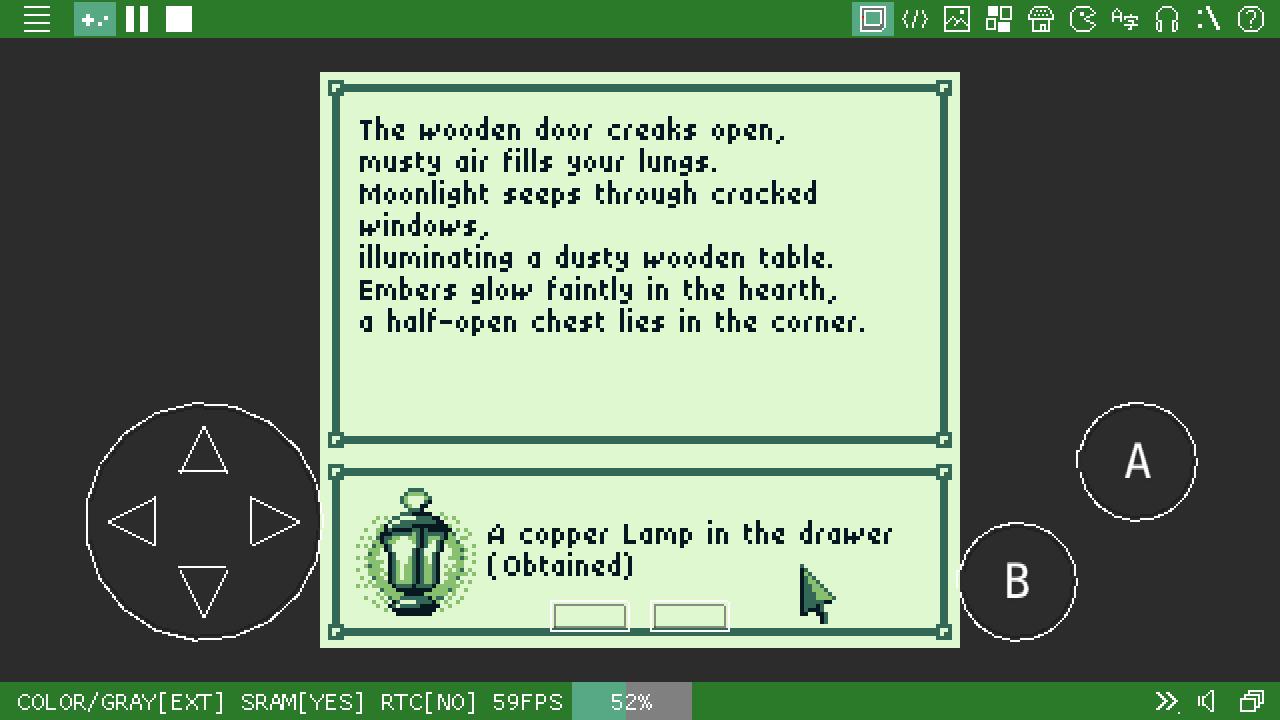 The wooden door creaks open,
musty air fills your lungs.
Moonlight seeps through cracked
windows,
illuminating a dusty wooden table.
Embers glow faintly in the hearth,
a half-open chest lies in the corner.
A copper Lamp in the drawer
(Obtained)
A
B
COLOR/GRAY[EXT] SRAM[YES] RTC[NO] 59FPS 52%